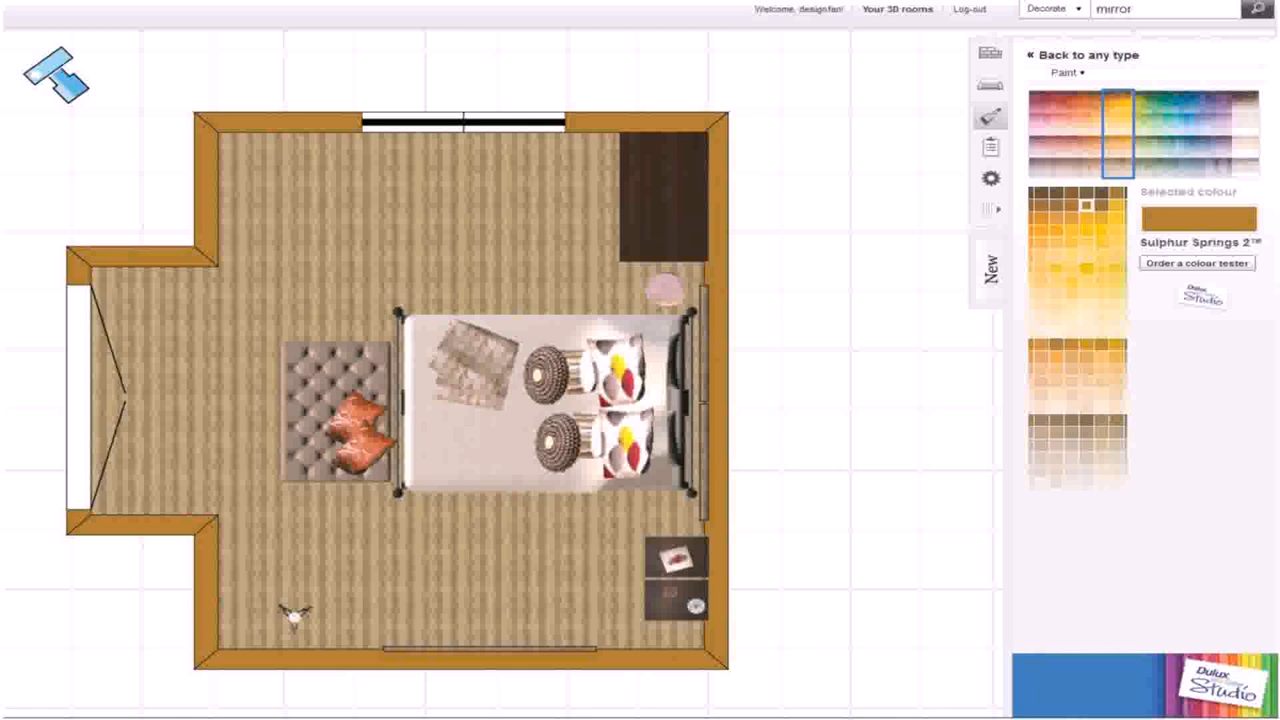 Welcome, designfan!
Your 3D rooms
Log-out
Decorate
mirror
« Back to any type
Paint
Selected colour
Sulphur Springs 2™
Order a colour tester
Dulux
Studio
New
Dulux
Studio